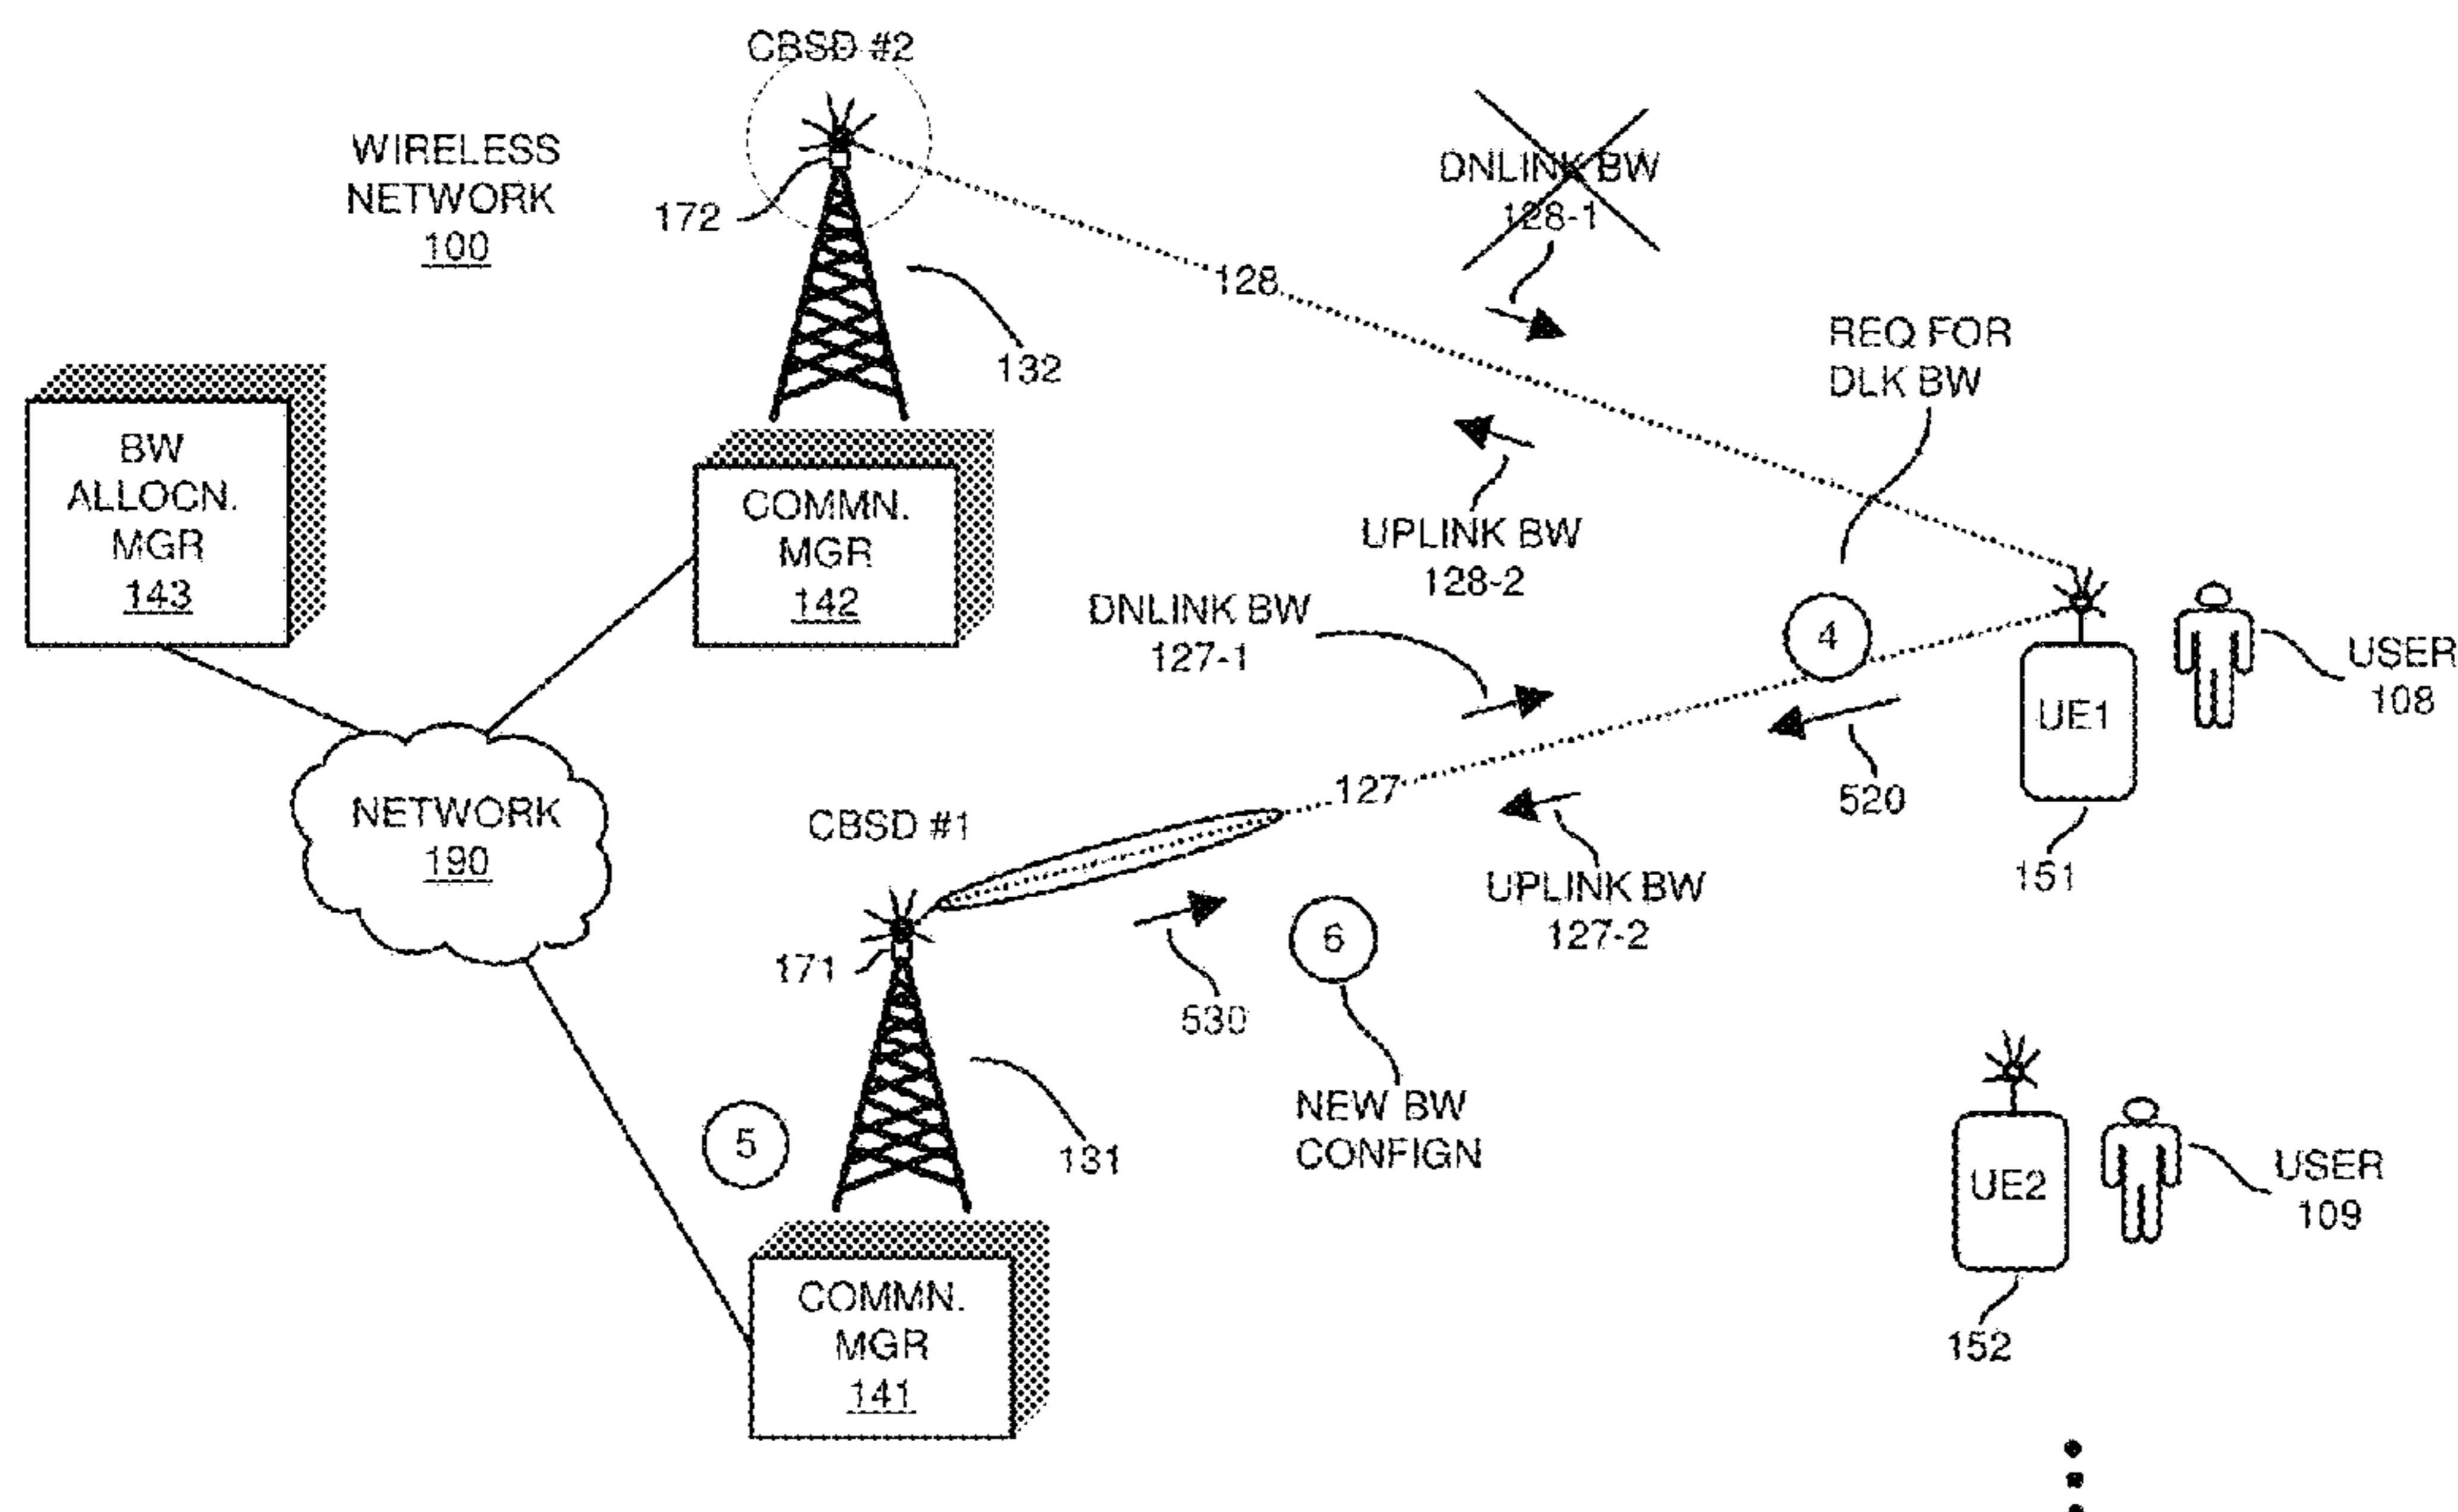 CBSD #2
WIRELESS
NETWORK
100
172
132
128
DNLINK BW
128-1
REQ FOR
DLK BW
BW
ALLOCN.
MGR
143
COMMN.
MGR
142
UPLINK BW
128-2
DNLINK BW
127-1
4
UE1
USER
108
520
151
NETWORK
190
CBSD #1
127
UPLINK BW
127-2
171
530
6
NEW BW
CONFIGN
5
131
UE2
USER
109
152
COMMN.
MGR
141